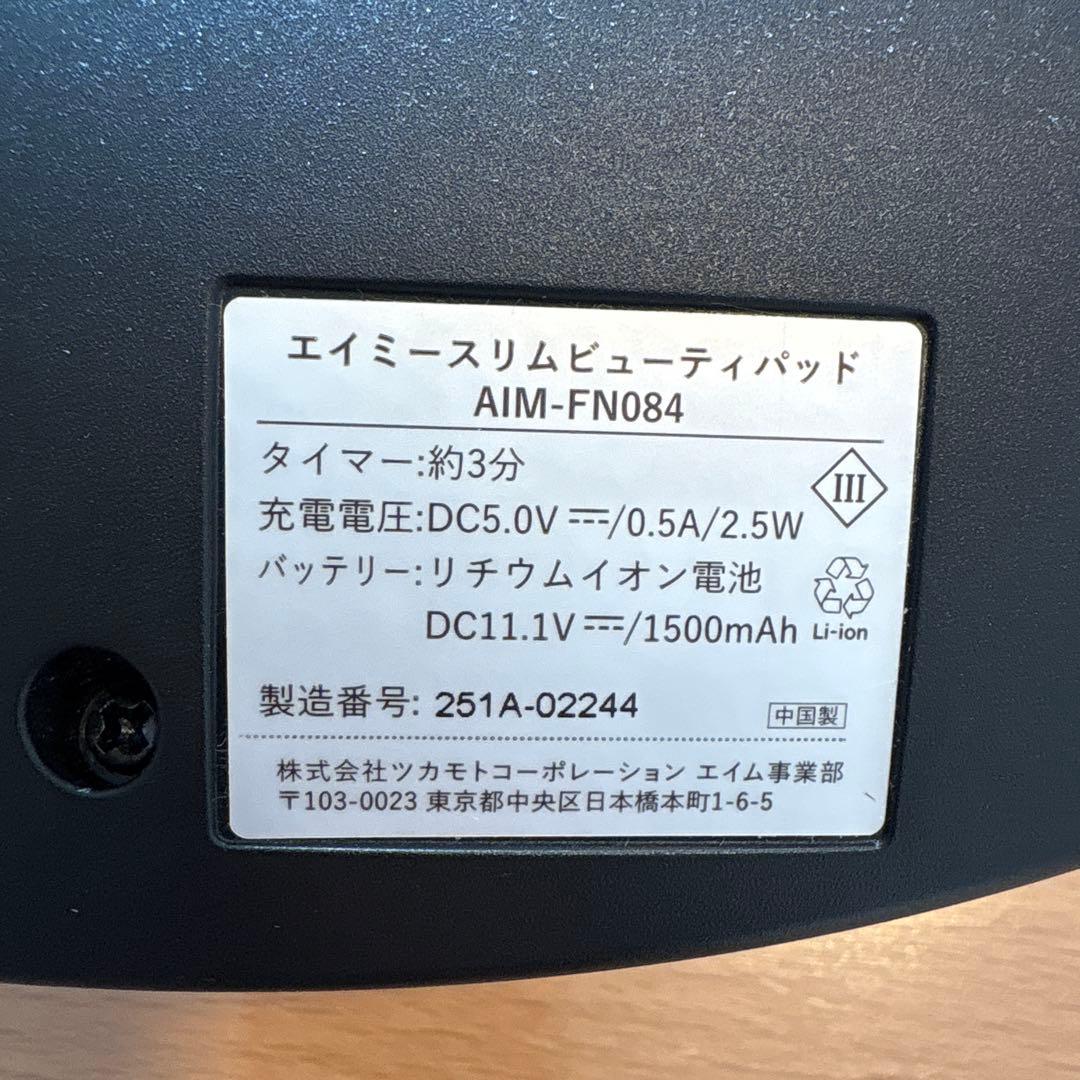 エイミースリムビューティパッド
AIM-FN084
タイマー:約3分
III
充電電圧:DC5.0V⎓/0.5A/2.5W
バッテリー:リチウムイオン電池
DC11.1V⎓/1500mAh
Li-ion
製造番号: 251A-02244
中国製
株式会社ツカモトコーポレーション エイム事業部
〒103-0023 東京都中央区日本橋本町1-6-5